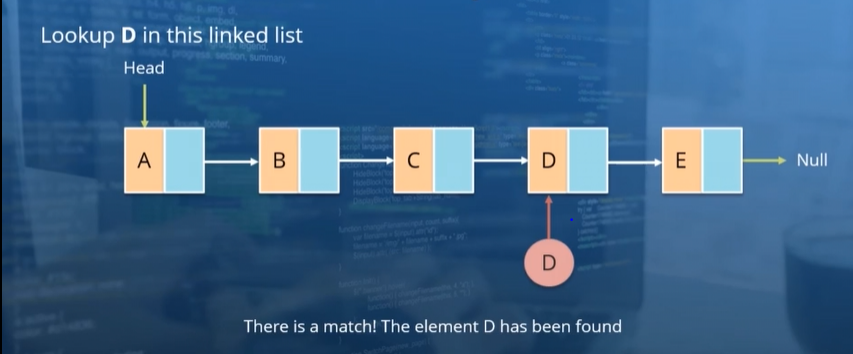 Lookup D in this linked list
Head
A B C D E Null
D
There is a match! The element D has been found